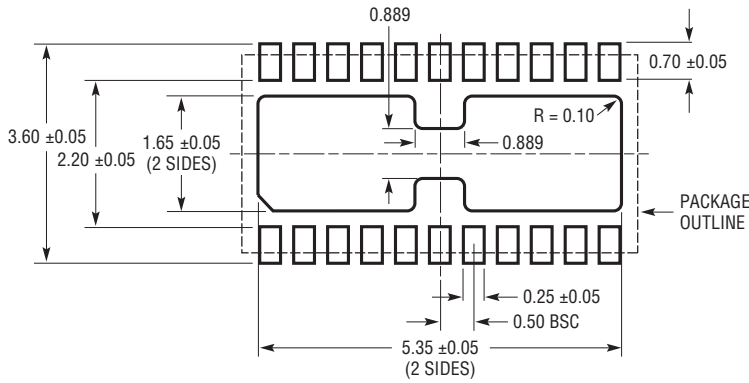 0.889
0.70 ±0.05
3.60 ±0.05
2.20 ±0.05
1.65 ±0.05
(2 SIDES)
R = 0.10
0.889
PACKAGE
OUTLINE
0.25 ±0.05
0.50 BSC
5.35 ±0.05
(2 SIDES)